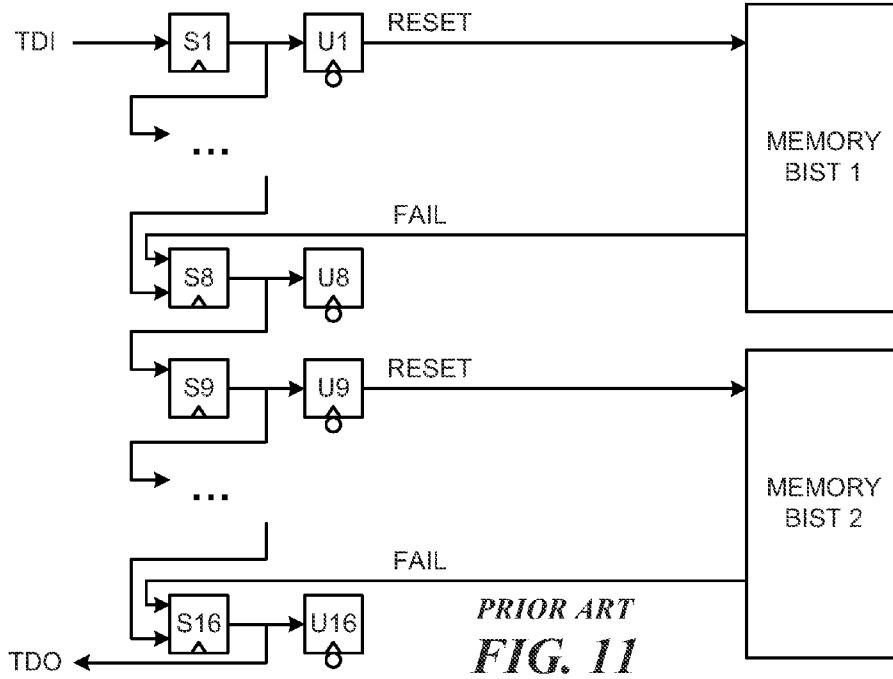 TDI S1 U1 RESET
...
MEMORY
BIST 1
FAIL
S8 U8
S9 U9 RESET
...
MEMORY
BIST 2
FAIL
S16 U16
PRIOR ART
TDO
FIG. 11